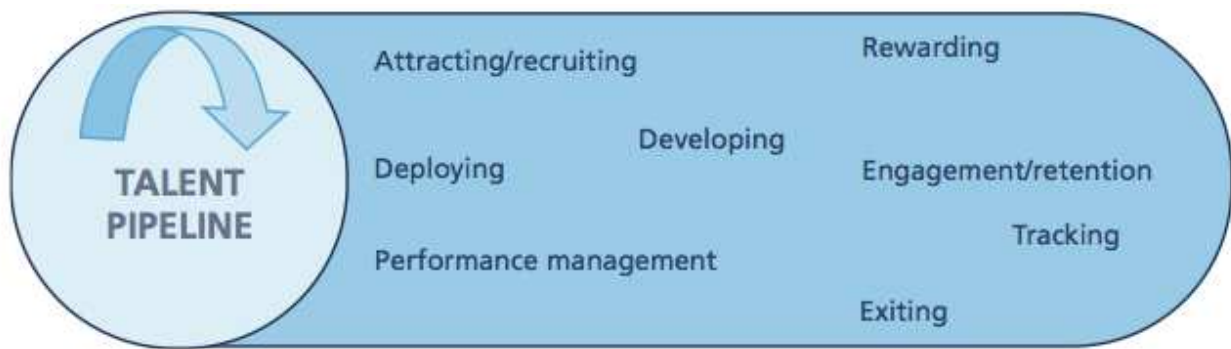 TALENT
PIPELINE
Attracting/recruiting
Rewarding
Developing
Deploying
Engagement/retention
Tracking
Performance management
Exiting